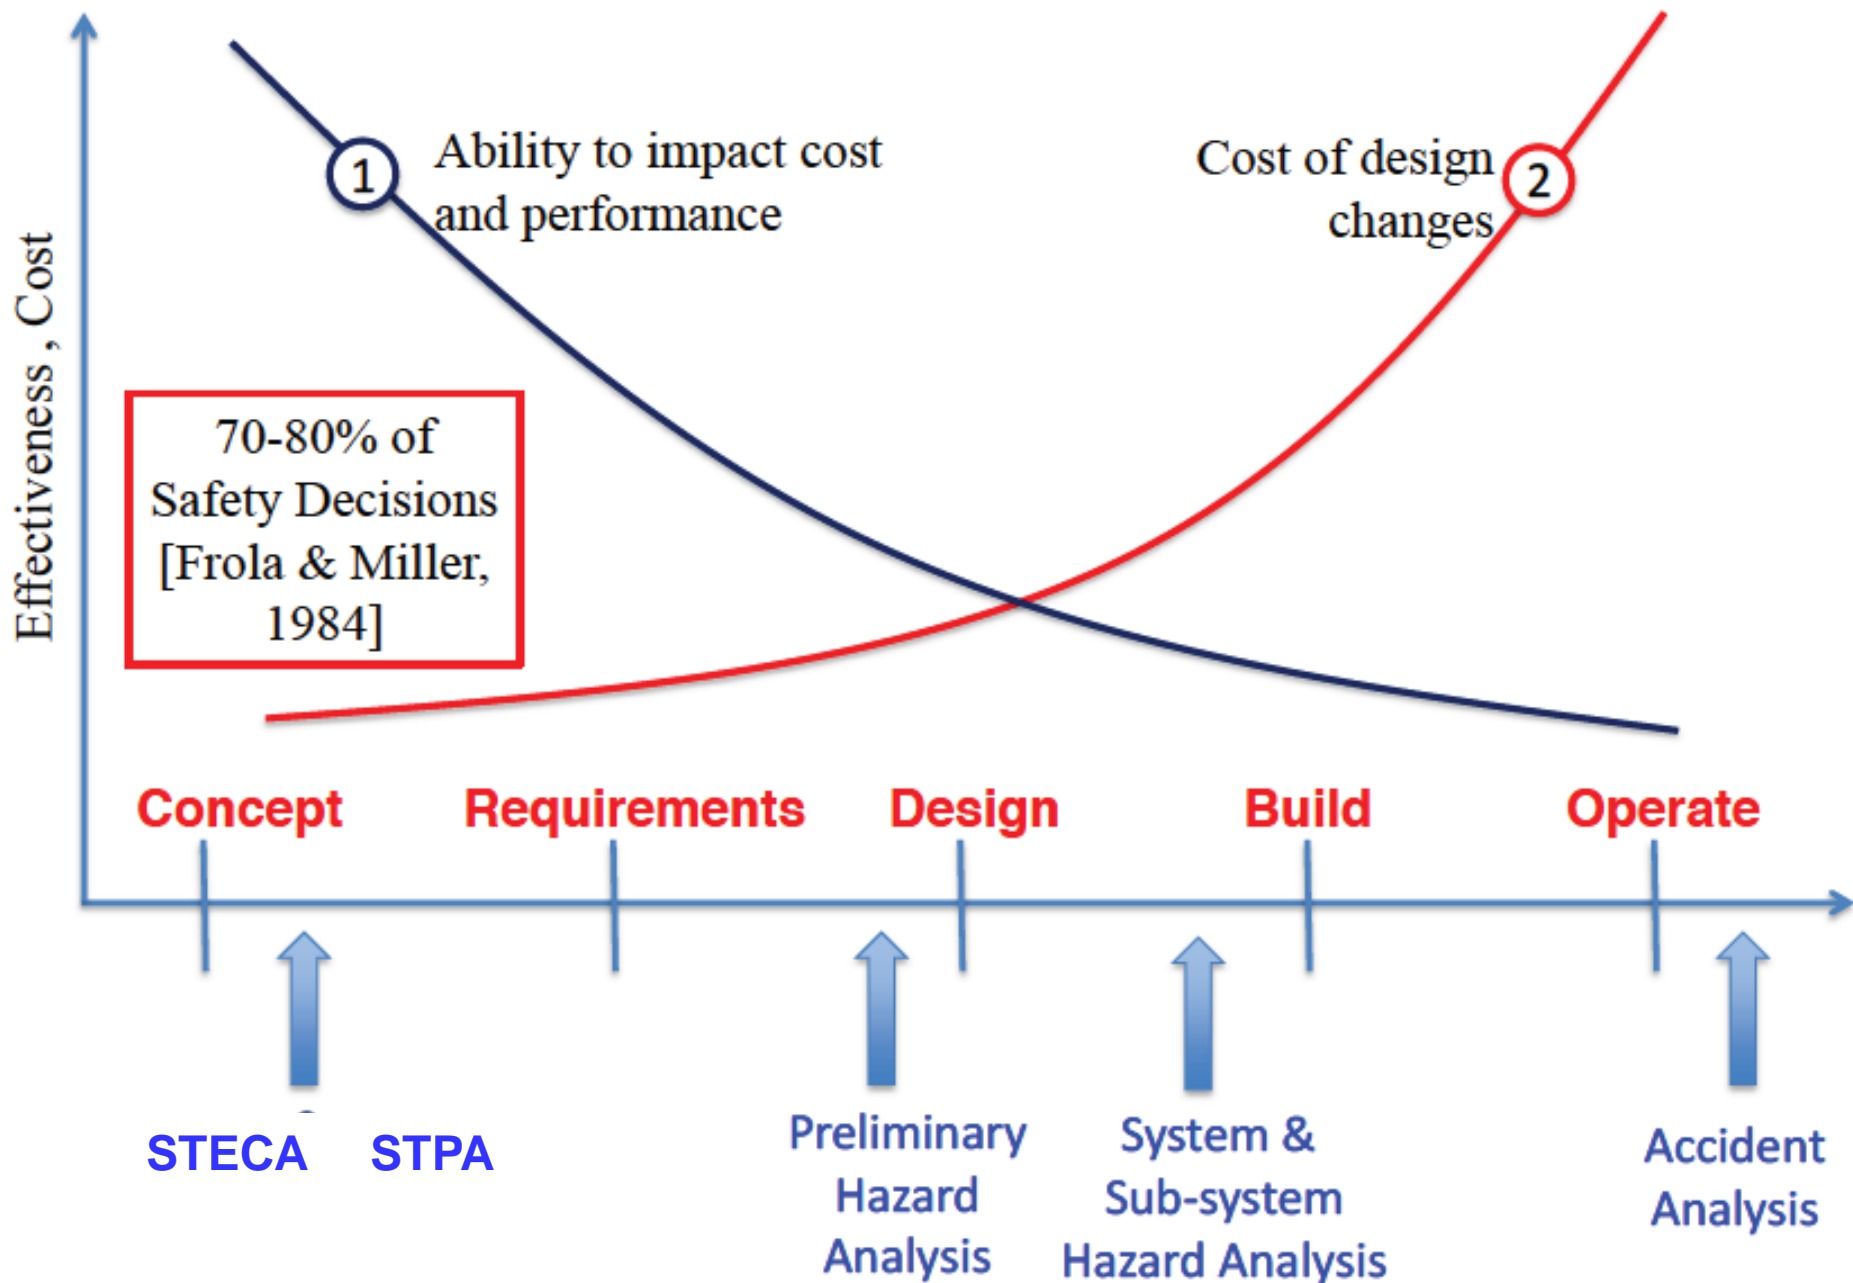 Effectiveness , Cost
1
Ability to impact cost
and performance
Cost of design
changes
2
70-80% of
Safety Decisions
[Frola & Miller,
1984]
Concept
Requirements
Design
Build
Operate
STECA STPA
Preliminary
Hazard
Analysis
System &
Sub-system
Hazard Analysis
Accident
Analysis